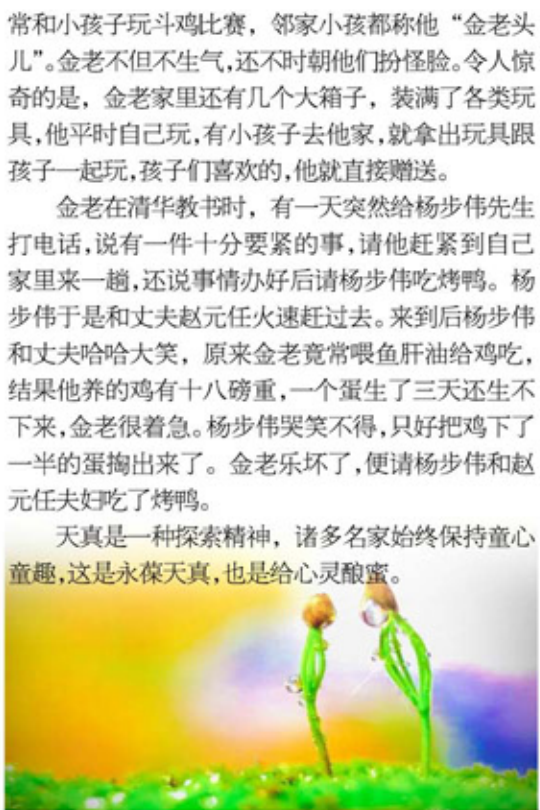 常和小孩子玩斗鸡比赛，邻家小孩都称他“金老头
儿”。金老不但不生气，还不时朝他们扮怪脸。令人惊
奇的是，金老家里还有几个大箱子，装满了各类玩
具，他平时自己玩，有小孩子去他家，就拿出玩具跟
孩子一起玩，孩子们喜欢的，他就直接赠送。
金老在清华教书时，有一天突然给杨步伟先生
打电话，说有一件十分要紧的事，请他赶紧到自己
家里来一趟，还说事情办好后请杨步伟吃烤鸭。杨
步伟于是和丈夫赵元任火速赶过去。来到后杨步伟
和丈夫哈哈大笑，原来金老竟常喂鱼肝油给鸡吃，
结果他养的鸡有十八磅重，一个蛋生了三天还生不
下来，金老很着急。杨步伟哭笑不得，只好把鸡下了
一半的蛋掏出来了。金老乐坏了，便请杨步伟和赵
元任夫妇吃了烤鸭。
天真是一种探索精神，诸多名家始终保持童心
童趣，这是永葆天真，也是给心灵酿蜜。